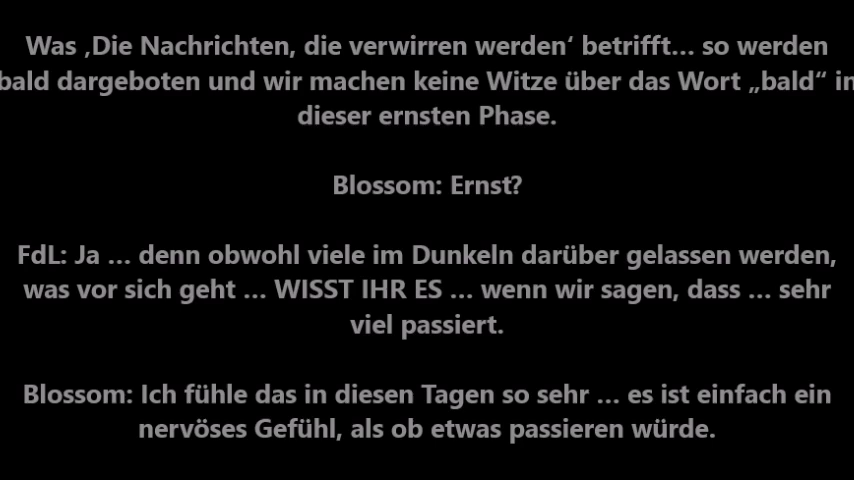 Was ‚Die Nachrichten, die verwirren werden‘ betrifft… so werden
bald dargeboten und wir machen keine Witze über das Wort „bald“ in
dieser ernsten Phase.
Blossom: Ernst?
FdL: Ja … denn obwohl viele im Dunkeln darüber gelassen werden,
was vor sich geht … WISST IHR ES … wenn wir sagen, dass … sehr
viel passiert.
Blossom: Ich fühle das in diesen Tagen so sehr … es ist einfach ein
nervöses Gefühl, als ob etwas passieren würde.